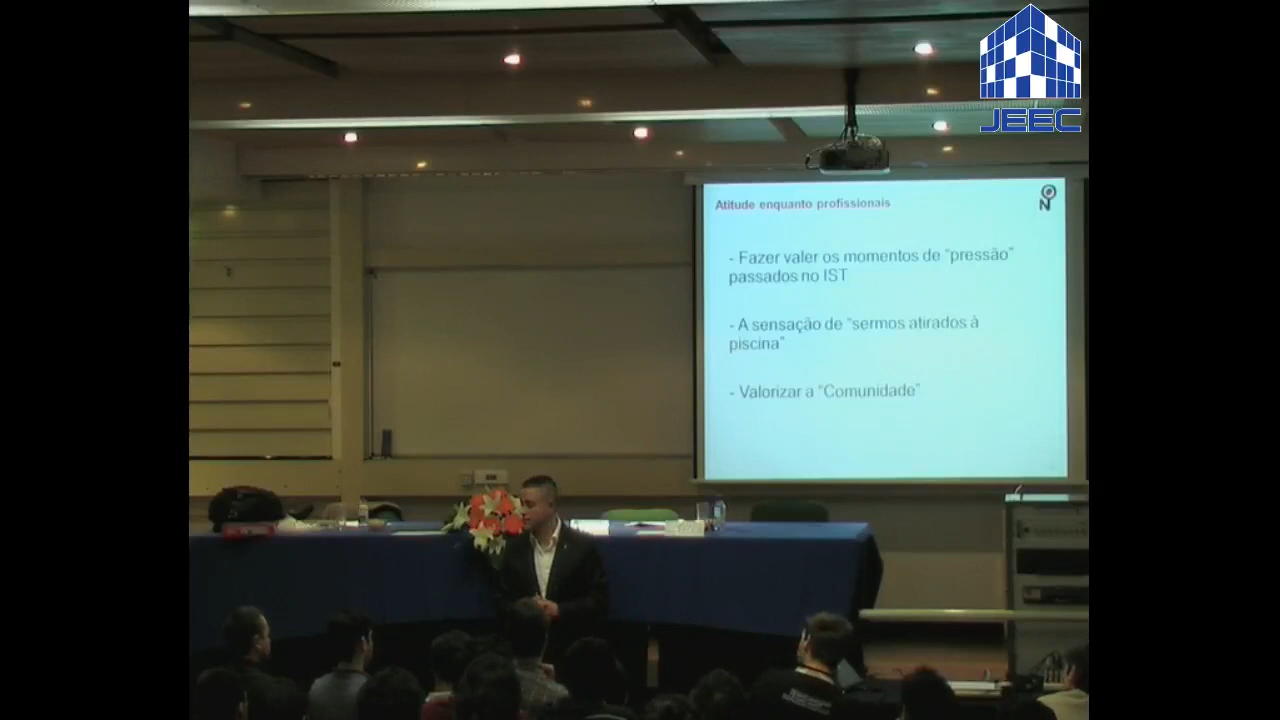 JEEC
Atitude enquanto profissionais
ON
- Fazer valer os momentos de “pressão”
passados no IST
- A sensação de “sermos atirados à
piscina”
- Valorizar a “Comunidade”